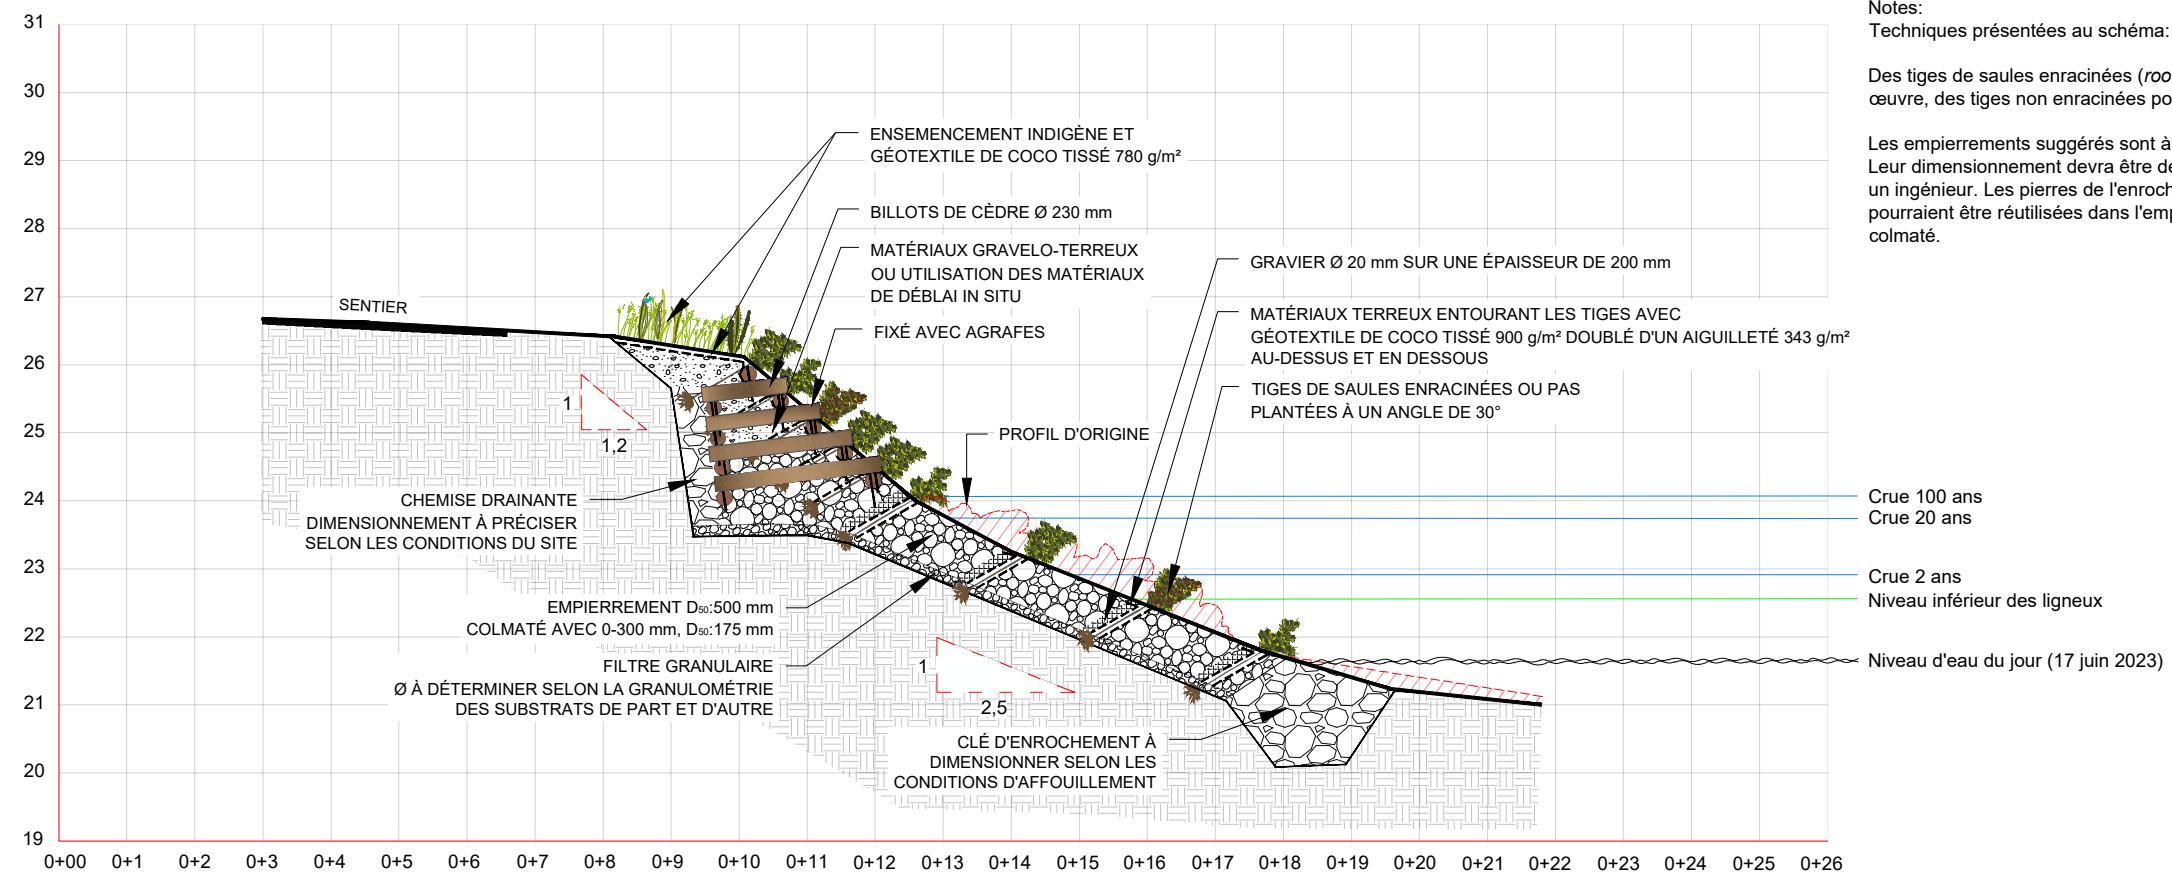 Notes:
Techniques présentées au schéma:
Des tiges de saules enracinées (roo
œuvre, des tiges non enracinées po
Les empierrements suggérés sont à
Leur dimensionnement devra être dé
un ingénieur. Les pierres de l'enroch
pourraient être réutilisées dans l'emp
colmaté.
31
30
29
28
27
26
25
24
23
22
21
20
19
ENSEMENCEMENT INDIGÈNE ET
GÉOTEXTILE DE COCO TISSÉ 780 g/m²
BILLOTS DE CÈDRE Ø 230 mm
MATÉRIAUX GRAVELO-TERREUX
OU UTILISATION DES MATÉRIAUX
DE DÉBLAI IN SITU
FIXÉ AVEC AGRAFES
GRAVIER Ø 20 mm SUR UNE ÉPAISSEUR DE 200 mm
MATÉRIAUX TERREUX ENTOURANT LES TIGES AVEC
GÉOTEXTILE DE COCO TISSÉ 900 g/m² DOUBLÉ D'UN AIGUILLETÉ 343 g/m²
AU-DESSUS ET EN DESSOUS
TIGES DE SAULES ENRACINÉES OU PAS
PLANTÉES À UN ANGLE DE 30°
PROFIL D'ORIGINE
SENTIER
1
1,2
CHEMISE DRAINANTE
DIMENSIONNEMENT À PRÉCISER
SELON LES CONDITIONS DU SITE
EMPIERREMENT D₅₀:500 mm
COLMATÉ AVEC 0-300 mm, D₅₀:175 mm
FILTRE GRANULAIRE
Ø À DÉTERMINER SELON LA GRANULOMÉTRIE
DES SUBSTRATS DE PART ET D'AUTRE
1
2,5
CLÉ D'ENROCHEMENT À
DIMENSIONNER SELON LES
CONDITIONS D'AFFOUILLEMENT
Crue 100 ans
Crue 20 ans
Crue 2 ans
Niveau inférieur des ligneux
Niveau d'eau du jour (17 juin 2023)
0+00 0+1 0+2 0+3 0+4 0+5 0+6 0+7 0+8 0+9 0+10 0+11 0+12 0+13 0+14 0+15 0+16 0+17 0+18 0+19 0+20 0+21 0+22 0+23 0+24 0+25 0+26